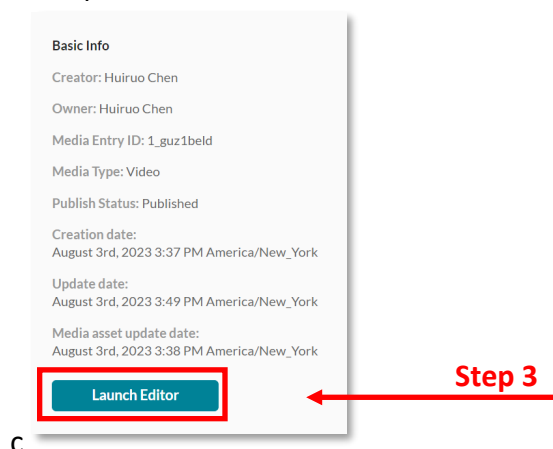 Basic Info
Creator: Huiruo Chen
Owner: Huiruo Chen
Media Entry ID: 1_guz1beld
Media Type: Video
Publish Status: Published
Creation date:
August 3rd, 2023 3:37 PM America/New_York
Update date:
August 3rd, 2023 3:49 PM America/New_York
Media asset update date:
August 3rd, 2023 3:38 PM America/New_York
Step 3
Launch Editor